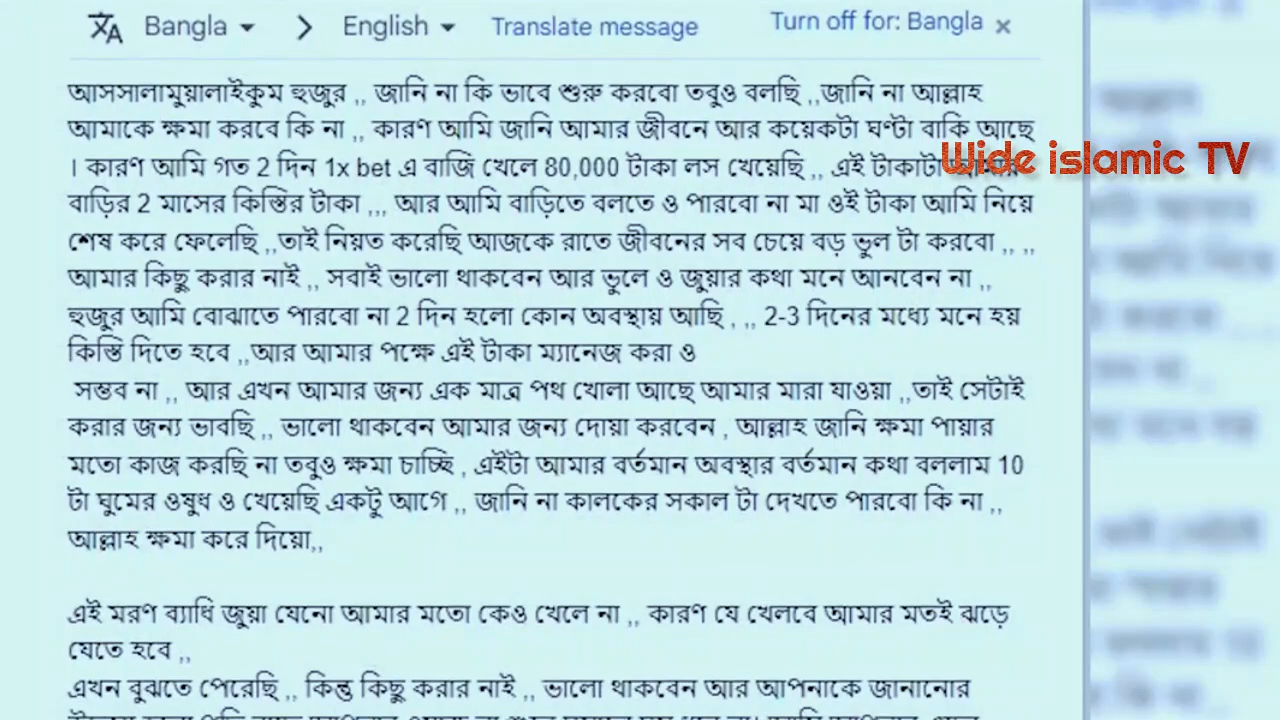 Bangla English Translate message Turn off for: Bangla ×
আসসালামুয়ালাইকুম হুজুর ,, জানি না কি ভাবে শুরু করবো তবুও বলছি ,,জানি না আল্লাহ
আমাকে ক্ষমা করবে কি না ,, কারণ আমি জানি আমার জীবনে আর কয়েকটা ঘণ্টা বাকি আছে
। কারণ আমি গত 2 দিন 1x bet এ বাজি খেলে 80,000 টাকা লস খেয়েছি ,, এই টাকাটা
Wide islamic TV
বাড়ির 2 মাসের কিস্তির টাকা ,,, আর আমি বাড়িতে বলতে ও পারবো না মা ওই টাকা আমি নিয়ে
শেষ করে ফেলেছি ,,তাই নিয়ত করেছি আজকে রাতে জীবনের সব চেয়ে বড় ভুল টা করবো ,, ,,
আমার কিছু করার নাই ,, সবাই ভালো থাকবেন আর ভুলে ও জুয়ার কথা মনে আনবেন না ,,
হুজুর আমি বোঝাতে পারবো না 2 দিন হলো কোন অবস্থায় আছি , ,, 2-3 দিনের মধ্যে মনে হয়
কিস্তি দিতে হবে ,,আর আমার পক্ষে এই টাকা ম্যানেজ করা ও
সম্ভব না ,, আর এখন আমার জন্য এক মাত্র পথ খোলা আছে আমার মারা যাওয়া ,,তাই সেটাই
করার জন্য ভাবছি ,, ভালো থাকবেন আমার জন্য দোয়া করবেন , আল্লাহ জানি ক্ষমা পায়ার
মতো কাজ করছি না তবুও ক্ষমা চাচ্ছি , এইটা আমার বর্তমান অবস্থার বর্তমান কথা বললাম 10
টা ঘুমের ওষুধ ও খেয়েছি একটু আগে ,, জানি না কালকের সকাল টা দেখতে পারবো কি না ,,
আল্লাহ ক্ষমা করে দিয়ো,,
এই মরণ ব্যাধি জুয়া যেনো আমার মতো কেও খেলে না ,, কারণ যে খেলবে আমার মতই ঝড়ে
যেতে হবে ,,
এখন বুঝতে পেরেছি ,, কিন্তু কিছু করার নাই ,, ভালো থাকবেন আর আপনাকে জানানোর